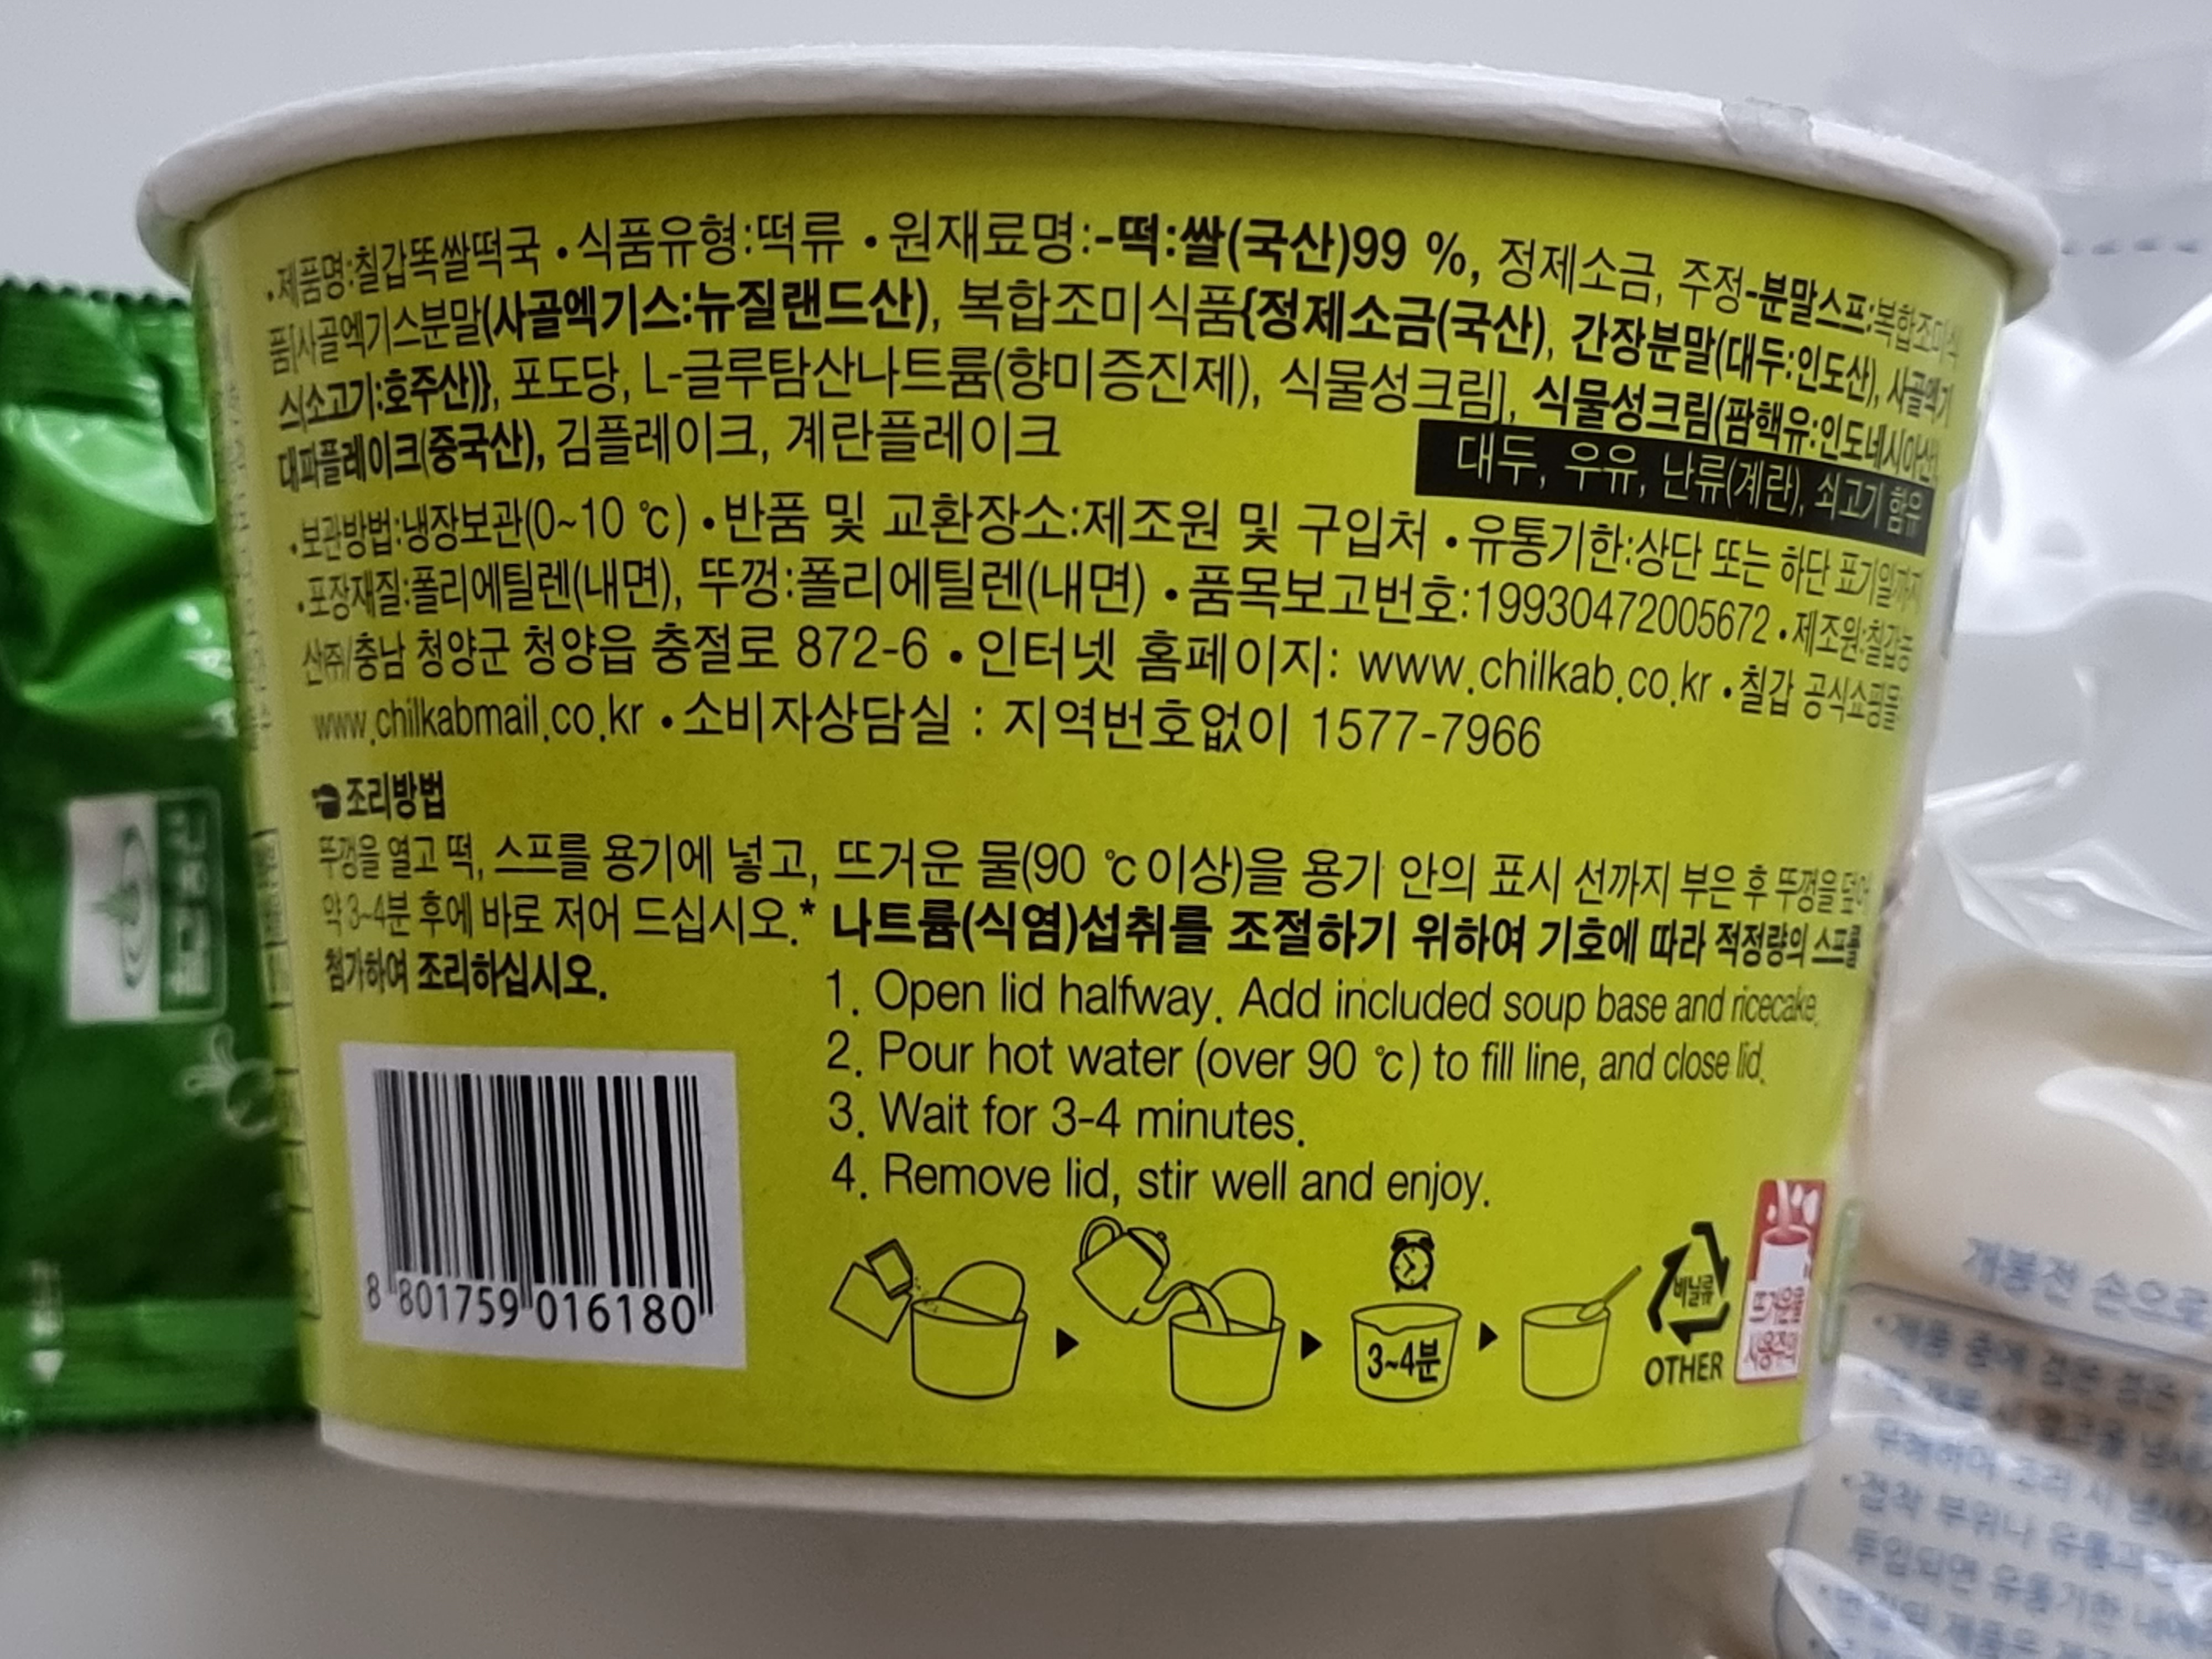 •제품명:칠갑똑쌀떡국 •식품유형:떡류 •원재료명:-떡:쌀(국산)99 %, 정제소금, 주정-분말스프:복합조미식
품[사골엑기스분말(사골엑기스:뉴질랜드산), 복합조미식품{정제소금(국산), 간장분말(대두:인도산), 사골엑기
스(소고기:호주산)}, 포도당, L-글루탐산나트륨(향미증진제), 식물성크림], 식물성크림(팜핵유:인도네시아산),
대파플레이크(중국산), 김플레이크, 계란플레이크
대두, 우유, 난류(계란), 쇠고기 함유
•보관방법:냉장보관(0~10 ℃) •반품 및 교환장소:제조원 및 구입처 •유통기한:상단 또는 하단 표기일까지
•포장재질:폴리에틸렌(내면), 뚜껑:폴리에틸렌(내면) •품목보고번호:19930472005672 •제조원:칠갑농
산(주)/충남 청양군 청양읍 충절로 872-6 •인터넷 홈페이지: www.chilkab.co.kr •칠갑 공식쇼핑몰
www.chilkabmail.co.kr •소비자상담실 : 지역번호없이 1577-7966
조리방법
뚜껑을 열고 떡, 스프를 용기에 넣고, 뜨거운 물(90 ℃이상)을 용기 안의 표시 선까지 부은 후 뚜껑을 덮어
약 3~4분 후에 바로 저어 드십시오.* 나트륨(식염)섭취를 조절하기 위하여 기호에 따라 적정량의 스프를
첨가하여 조리하십시오.
1. Open lid halfway. Add included soup base and ricecake.
2. Pour hot water (over 90 ℃) to fill line, and close lid.
3. Wait for 3-4 minutes.
4. Remove lid, stir well and enjoy.
8 801759 016180
3~4분
비닐류
OTHER
뜨거운물
사용주의
개봉전 손으로